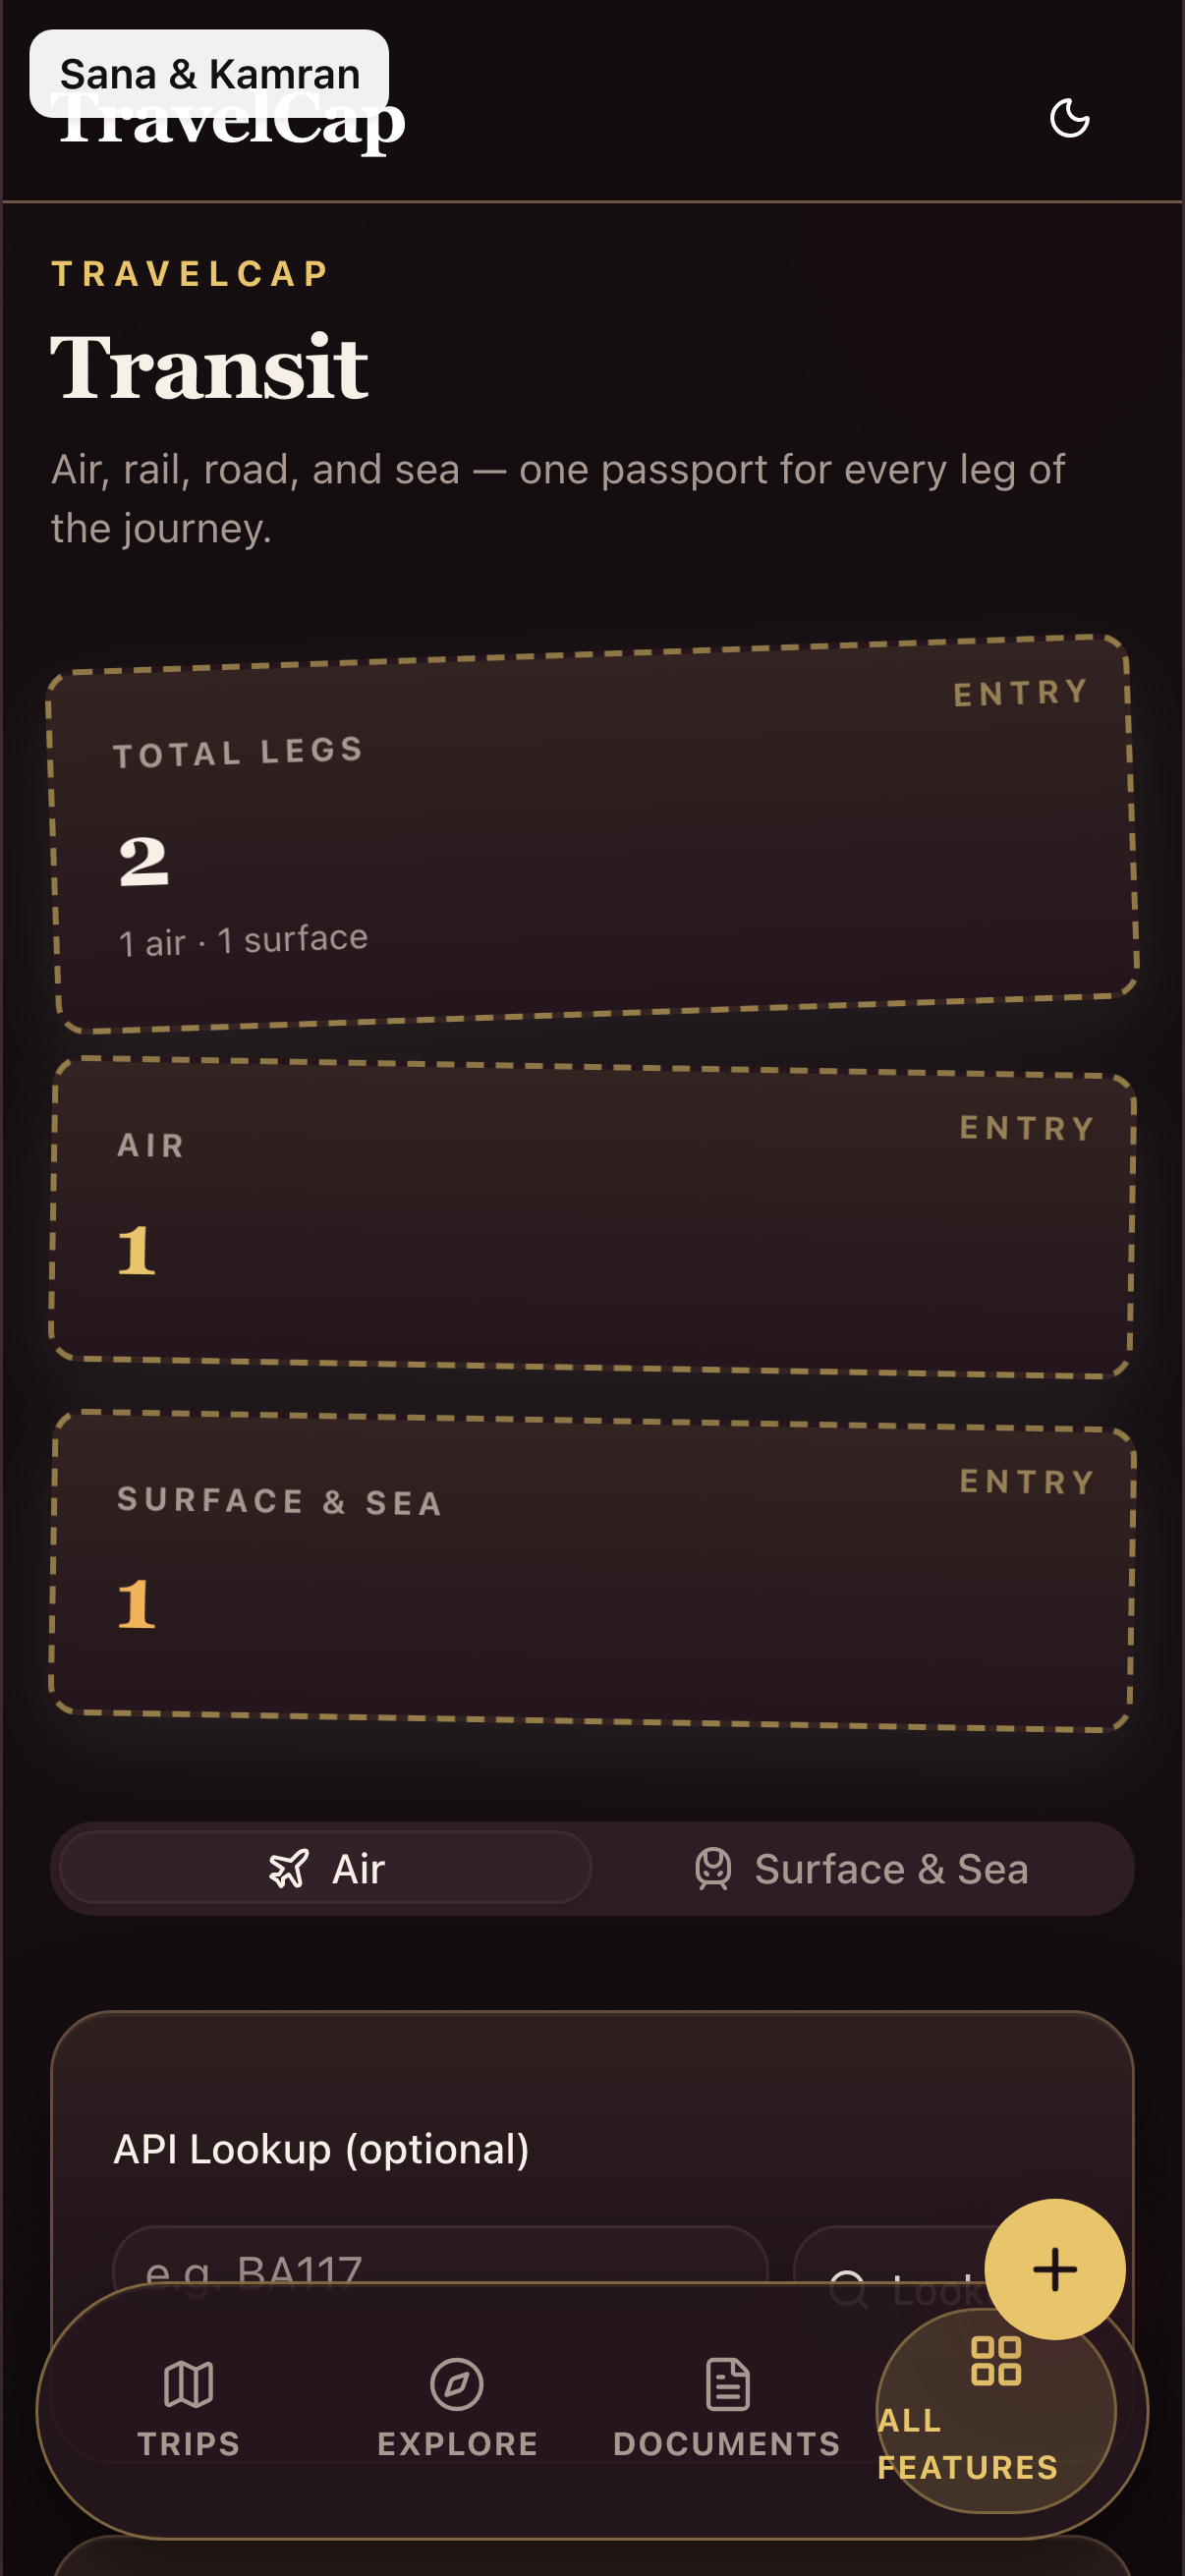 Sana & Kamran
TravelCap
TRAVELCAP
Transit
Air, rail, road, and sea — one passport for every leg of
the journey.
ENTRY
TOTAL LEGS
2
1 air · 1 surface
ENTRY
AIR
1
ENTRY
SURFACE & SEA
1
Air
Surface & Sea
API Lookup (optional)
e.g. BA117
TRIPS
EXPLORE
DOCUMENTS
ALL
FEATURES